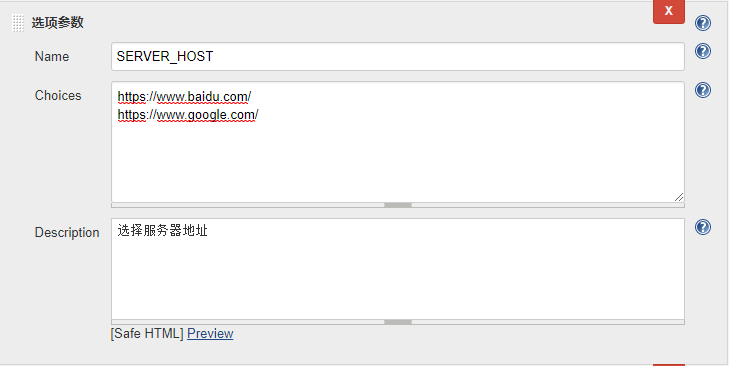 X
选项参数
Name
SERVER_HOST
Choices
https://www.baidu.com/
https://www.google.com/
Description
选择服务器地址
[Safe HTML] Preview